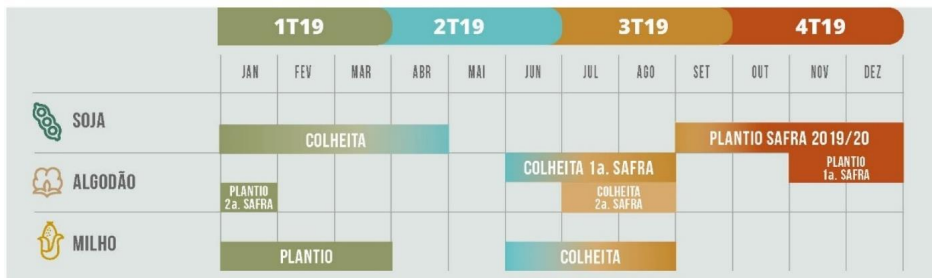 1T19 2T19 3T19 4T19
JAN FEV MAR ABR MAI JUN JUL AGO SET OUT NOV DEZ
SOJA
COLHEITA
PLANTIO SAFRA 2019/20
ALGODÃO
PLANTIO
2a. SAFRA
COLHEITA 1a. SAFRA
COLHEITA
2a. SAFRA
PLANTIO
1a. SAFRA
MILHO
PLANTIO
COLHEITA